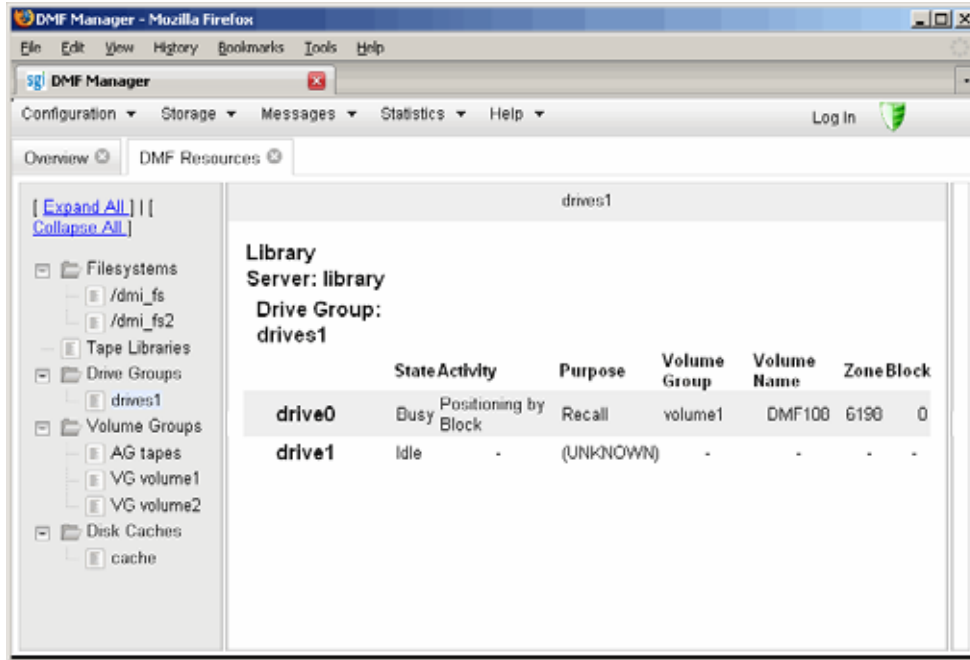 DMF Manager - Mozilla Firefox
File Edit View History Bookmarks Tools Help
sgi DMF Manager
Configuration Storage Messages Statistics Help Log In
Overview DMF Resources
[ Expand All ] | [
Collapse All ]
Filesystems
/dmi_fs
/dmi_fs2
Tape Libraries
Drive Groups
drives1
Volume Groups
AG tapes
VG volume1
VG volume2
Disk Caches
cache
drives1
Library
Server: library
Drive Group:
drives1
State Activity Purpose Volume Group Volume Name Zone Block
drive0 Busy Positioning by Block Recall volume1 DMF108 6198 0
drive1 Idle - (UNKNOWN) - - - -